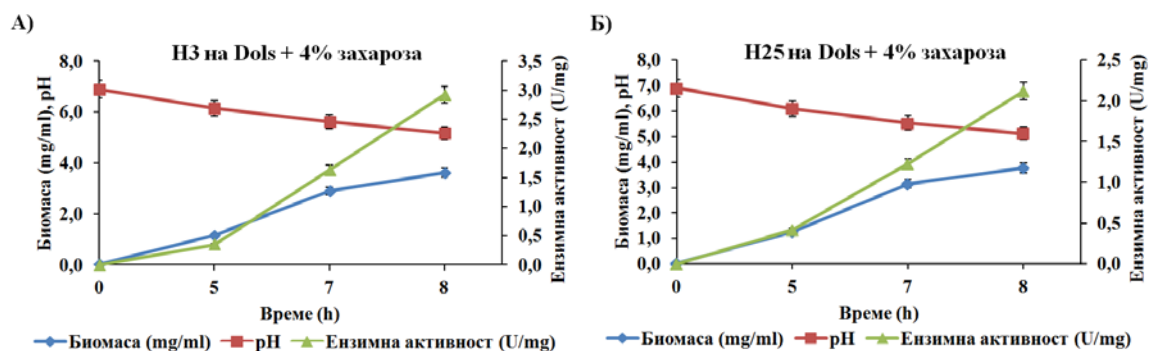 А)
Н3 на Dols + 4% захароза
Биомаса (mg/ml), pH
8,0
6,0
4,0
2,0
0,0
3,5
3,0
2,5
2,0
1,5
1,0
0,5
0,0
Ензимна активност (U/mg)
0 5 7 8
Време (h)
Биомаса (mg/ml) pH Ензимна активност (U/mg)
Б)
Н25 на Dols + 4% захароза
Биомаса (mg/ml), pH
8,0
7,0
6,0
5,0
4,0
3,0
2,0
1,0
0,0
2,5
2,0
1,5
1,0
0,5
0,0
Ензимна активност (U/mg)
0 5 7 8
Време (h)
Биомаса (mg/ml) pH Ензимна активност (U/mg)